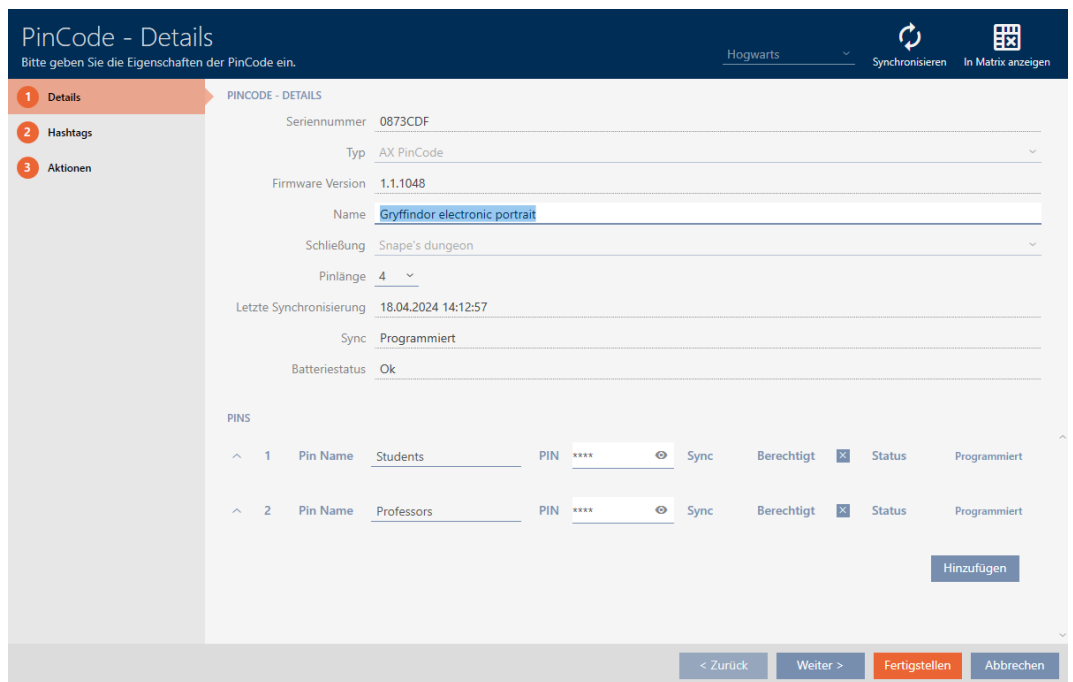 PinCode - Details
Bitte geben Sie die Eigenschaften der PinCode ein.
Hogwarts
Synchronisieren
In Matrix anzeigen
1 Details
2 Hashtags
3 Aktionen
PINCODE - DETAILS
Seriennummer 0873CDF
Typ AX PinCode
Firmware Version 1.1.1048
Name Gryffindor electronic portrait
Schließung Snape's dungeon
Pinlänge 4
Letzte Synchronisierung 18.04.2024 14:12:57
Sync Programmiert
Batteriestatus Ok
PINS
1 Pin Name Students PIN **** Sync Berechtigt Status Programmiert
2 Pin Name Professors PIN **** Sync Berechtigt Status Programmiert
Hinzufügen
< Zurück Weiter > Fertigstellen Abbrechen